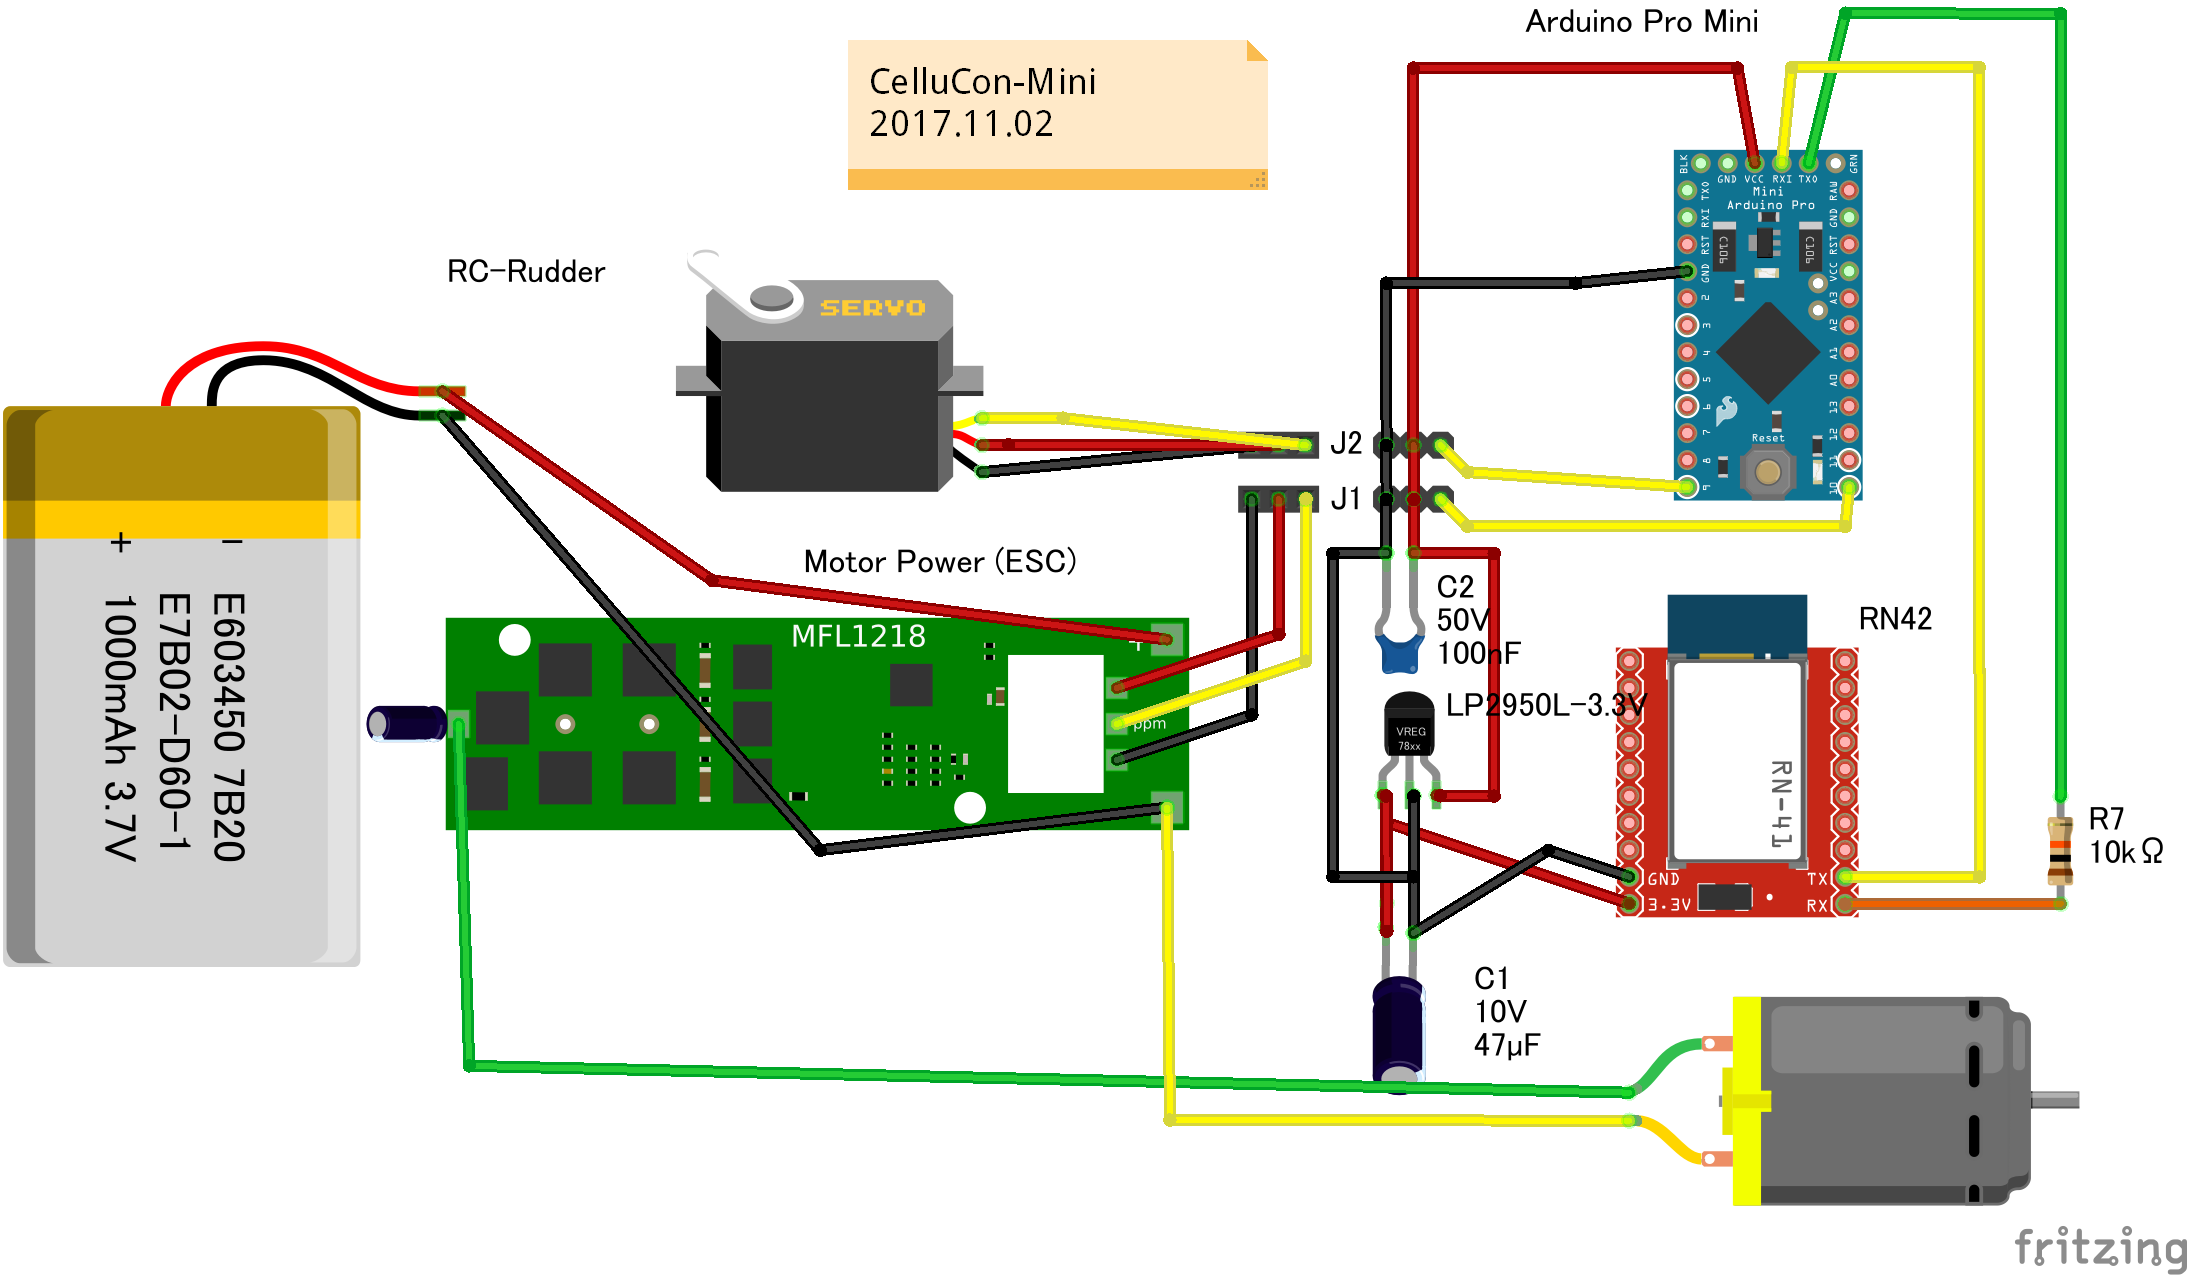 Arduino Pro Mini
CelluCon-Mini
2017.11.02
BLK
GND VCC RXI TXO
GRN
Mini
Arduino Pro
TXO
RXI
RST
GND
2
3
4
5
6
7
8
9
RAW
GND
RST
VCC
A3
A2
A1
A0
13
12
11
10
C106
C106
Reset
RC-Rudder
SERVO
J2
J1
Motor Power (ESC)
MFL1218
+
ppm
− E603450 7B20
E7B02-D60-1
+ 1000mAh 3.7V
C2
50V
100nF
LP2950L-3.3V
VREG
78xx
RN42
RN-41
GND
3.3V
TX
RX
R7
10kΩ
C1
10V
47µF
fritzing